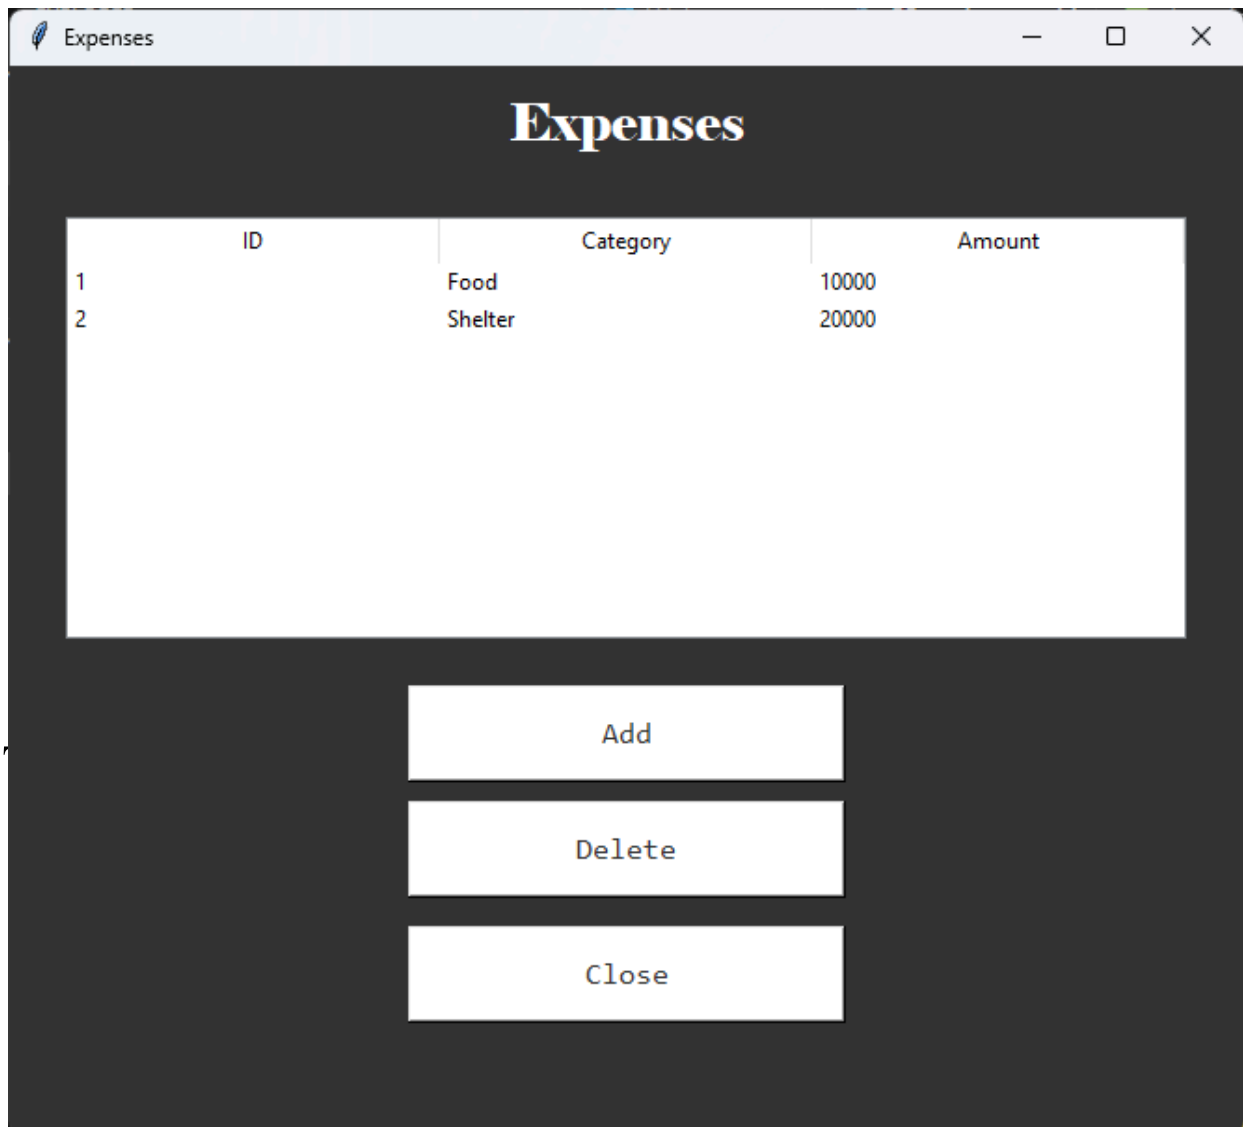 Expenses
Expenses
ID Category Amount
1 Food 10000
2 Shelter 20000
Add
Delete
Close